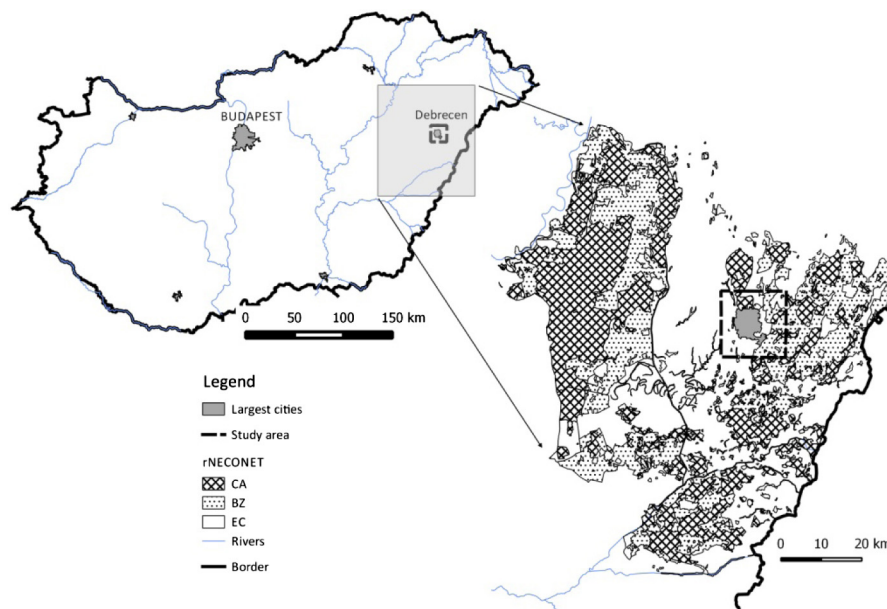 BUDAPEST
Debrecen
0 50 100 150 km
Legend
Largest cities
Study area
rNECONET
CA
BZ
EC
Rivers
Border
0 10 20 km